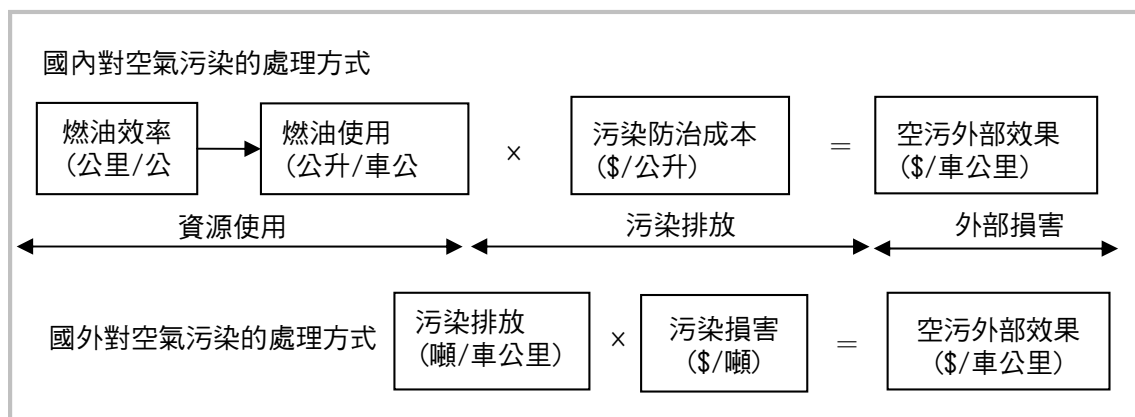 國內對空氣污染的處理方式
燃油效率
(公里/公
燃油使用
(公升/車公
×
污染防治成本
($/公升)
=
空污外部效果
($/車公里)
資源使用
污染排放
外部損害
國外對空氣污染的處理方式
污染排放
(噸/車公里)
×
污染損害
($/噸)
=
空污外部效果
($/車公里)